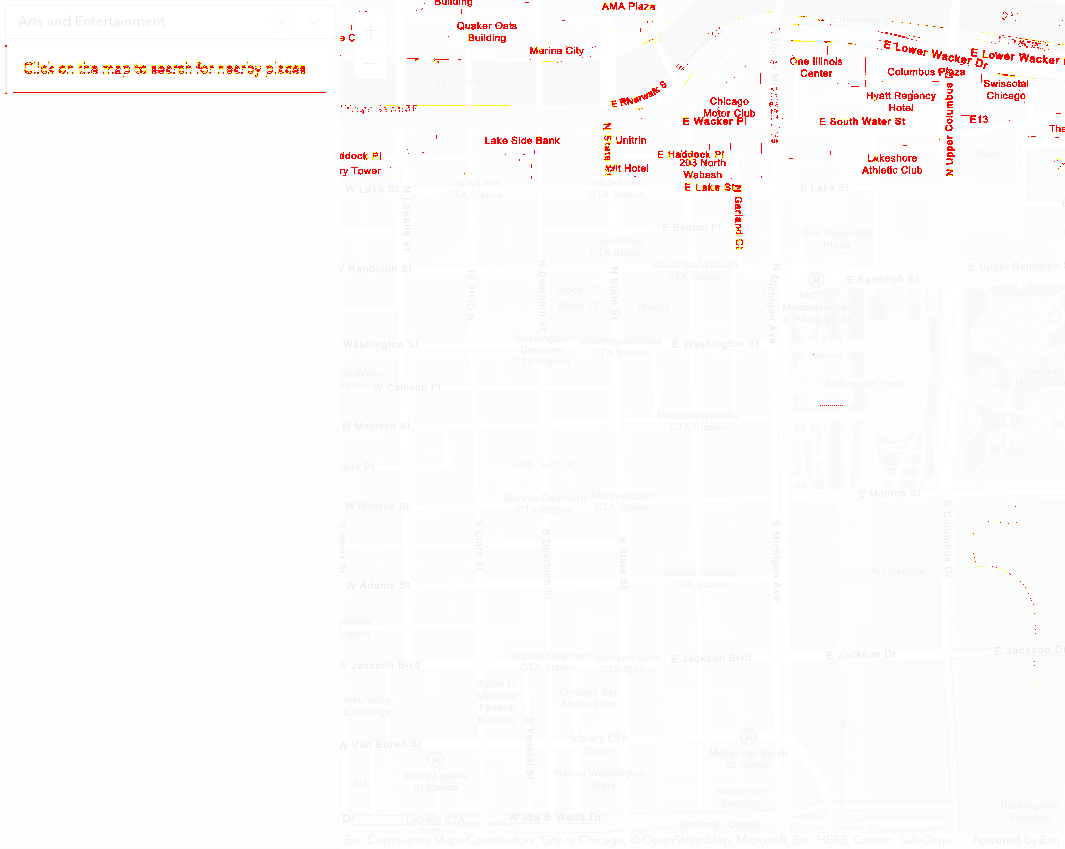 Arts and Entertainment
Click on the map to search for nearby places
Building
AMA Plaza
Quaker Oats
Building
Marina City
E Riverwalk
E Lower Wacker Dr
E Lower Wacker
One Illinois
Center
Columbus Plaza
Swissotel
Chicago
Hyatt Regency
Hotel
E Riverwalk S
Chicago
Motor Club
E Wacker Pl
E South Water St
E13
N Upper Columbus D
Lake Side Bank
Unitrin
N State St
E Haddock Pl
203 North
Wabash
Lakeshore
Athletic Club
Aqua
ddock Pl
ry Tower
Wit Hotel
W Lake St
Clark/Lake
CTA Station
State/Lake
CTA Station
E Lake St
E Lake St
N Garland Ct
N LaSalle St
E Benton Pl
One Prudential
Plaza
Lake/State
CTA Station
W Randolph St
Randolph/Wabash
CTA Station
E Randolph St
E Upper Randolph
N Clark St
N Dearborn St
N State St
N Michigan Ave
Block 37
Block 37
Macys
NICTD
Millennium Stn
at Randolph St
Washington St
Washington/
Dearborn
CTA Station
Washington/State
CTA Station
E Washington St
W Calhoun Pl
Millennium Park
W Madison St
Madison/Wabash
CTA Station
THE LOOP
W Monroe St
Monroe/Dearborn
CTA Station
Monroe/State
CTA Station
E Monroe St
S Wells St
S Clark St
S Dearborn St
S State St
S Michigan Ave
S Columbus Dr
W Adams St
Adams/Wabash
CTA Station
Art Institute
W Jackson Blvd
Jackson/Dearborn
CTA Station
Jackson/State
CTA Station
E Jackson Blvd
E Jackson Dr
E Jackson Dr
Insurance
Exchange
Ralph H
Metcalfe
Federal
Building
Chicago Bar
Association
S Federal St
W Van Buren St
Library CTA
Station
Metra-Van Buren
St Station
Metra-LaSalle
St Station
Art
Harold Washington
Library
Auditorium
Building
Buckingham
Fountain
Dr
LaSalle CTA
Station
W Ida B Wells Dr
Goodman Center
Esri Community Maps Contributors, City of Chicago, © OpenStreetMap, Microsoft, Esri, HERE, Garmin, SafeGrap...
Powered by Esri